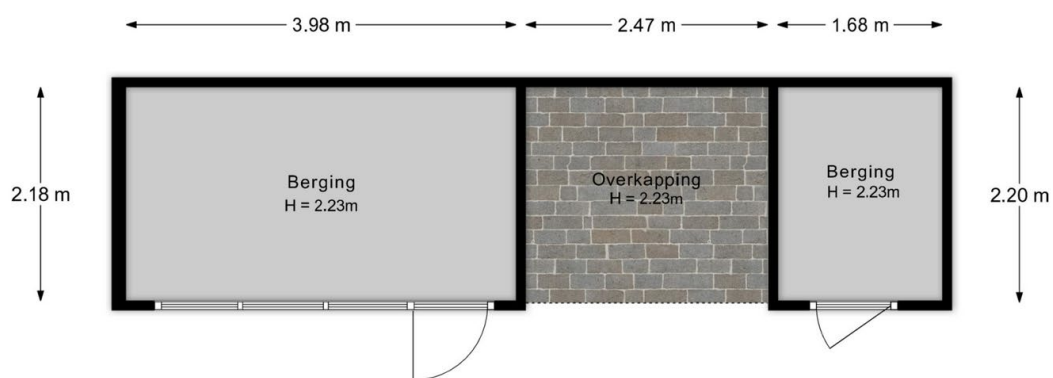 3.98 m
2.47 m
1.68 m
2.18 m
Berging
H = 2.23m
Overkapping
H = 2.23m
Berging
H = 2.23m
2.20 m